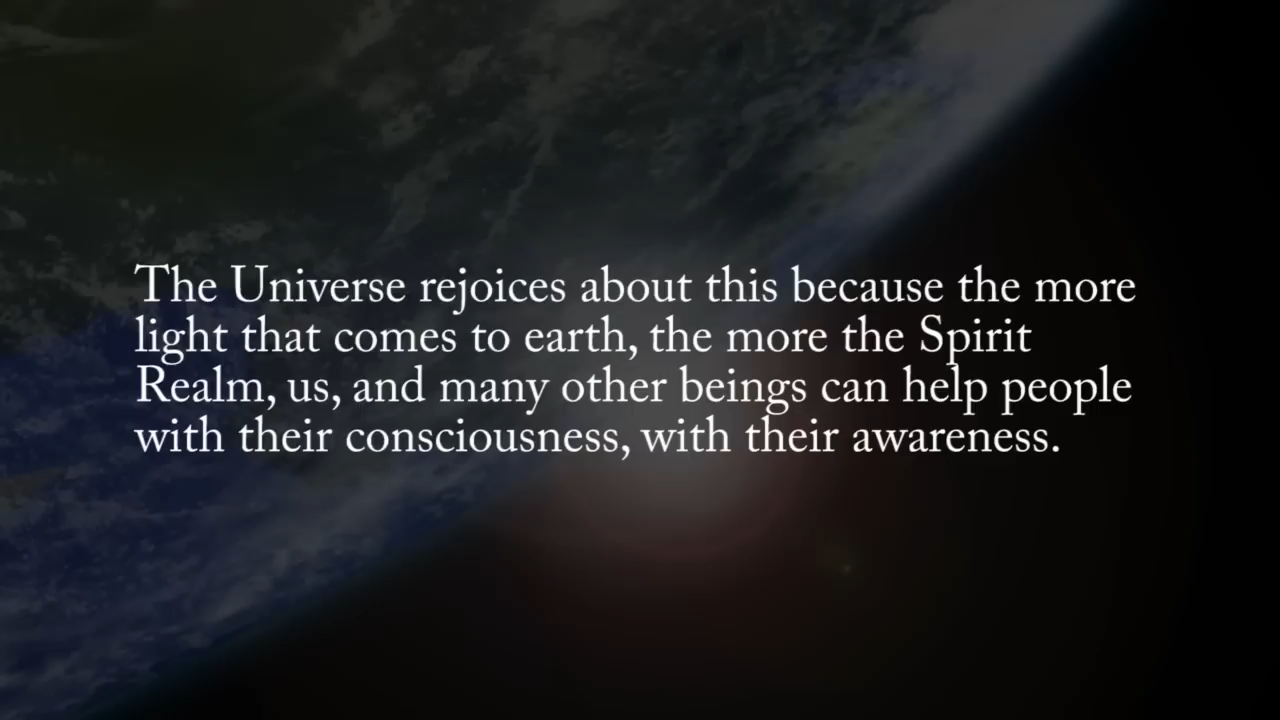 The Universe rejoices about this because the more
light that comes to earth, the more the Spirit
Realm, us, and many other beings can help people
with their consciousness, with their awareness.